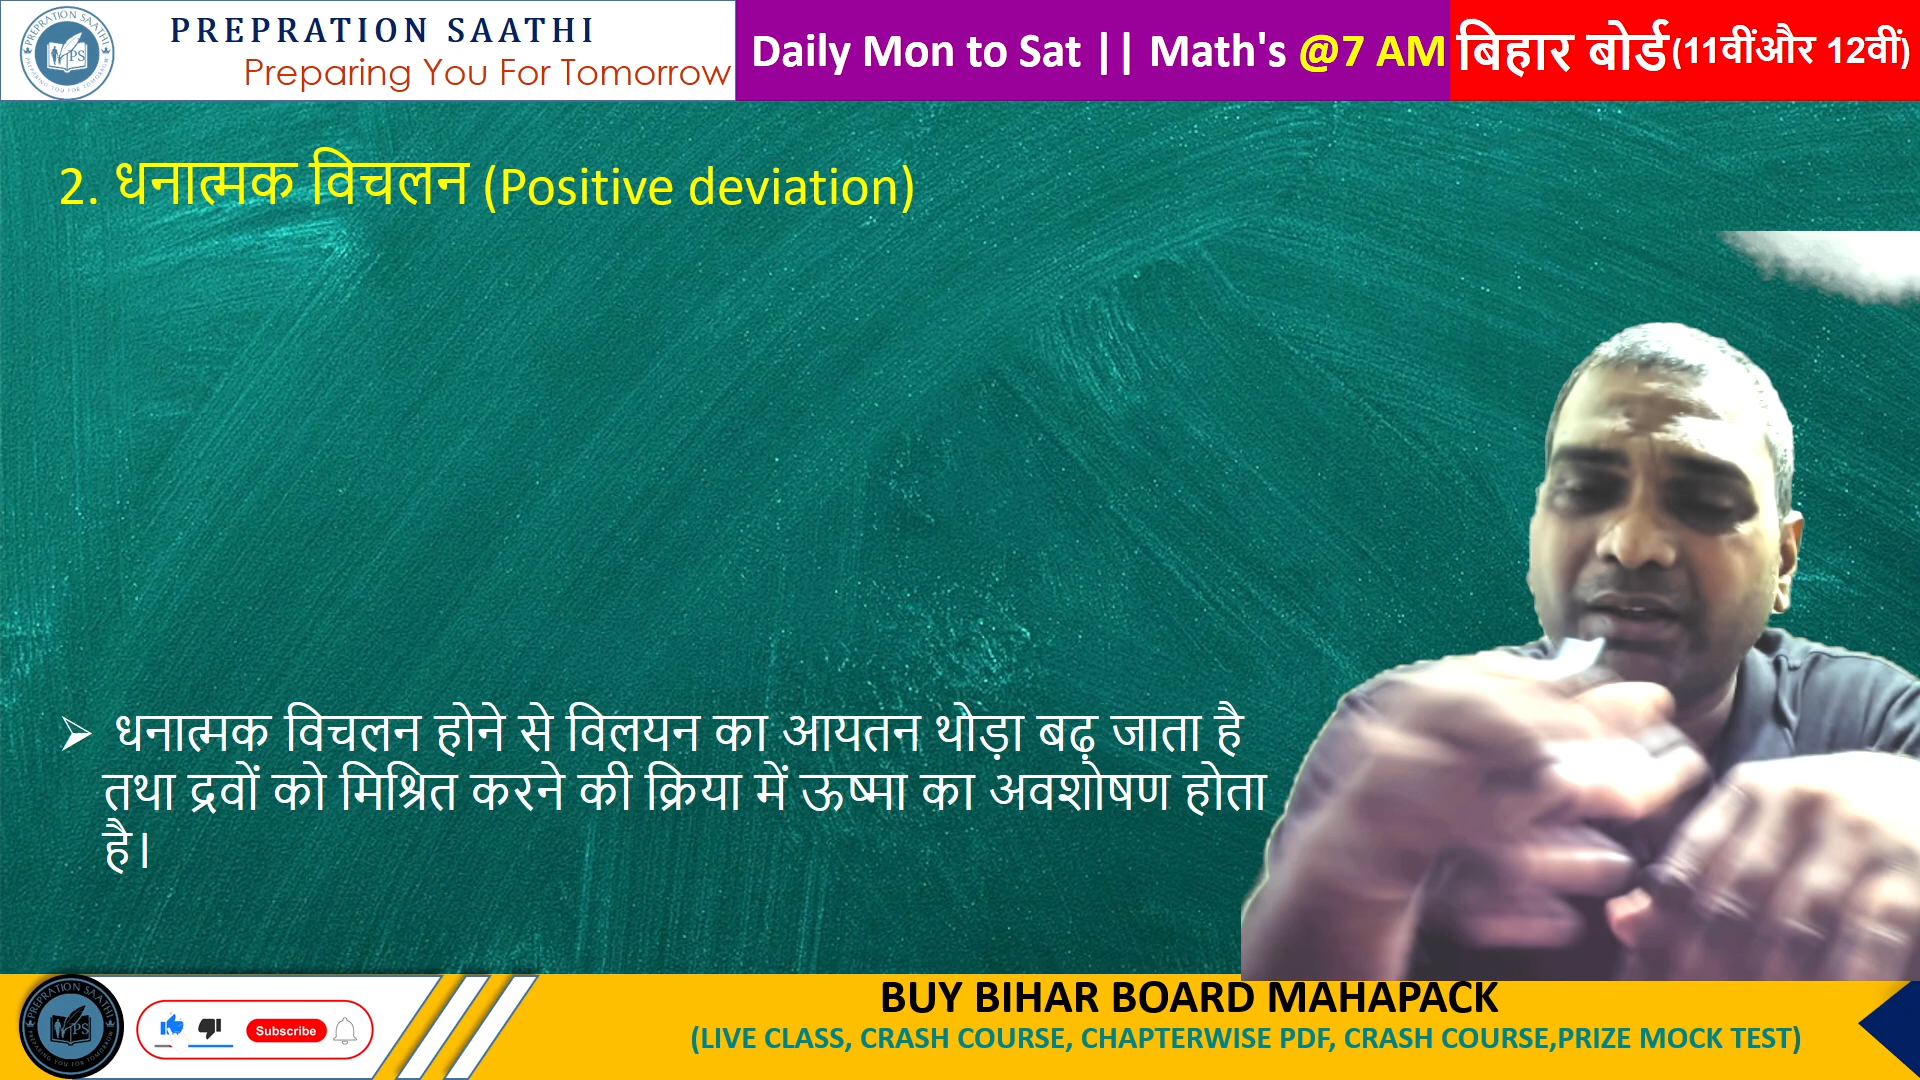 PREPRATION SAATHI
Preparing You For Tomorrow
Daily Mon to Sat || Math's @7 AM
बिहार बोर्ड(11वींऔर 12वीं)
2. धनात्मक विचलन (Positive deviation)
➢ धनात्मक विचलन होने से विलयन का आयतन थोड़ा बढ़ जाता है
तथा द्रवों को मिश्रित करने की क्रिया में ऊष्मा का अवशोषण होता
है।
Subscribe
BUY BIHAR BOARD MAHAPACK
(LIVE CLASS, CRASH COURSE, CHAPTERWISE PDF, CRASH COURSE,PRIZE MOCK TEST)